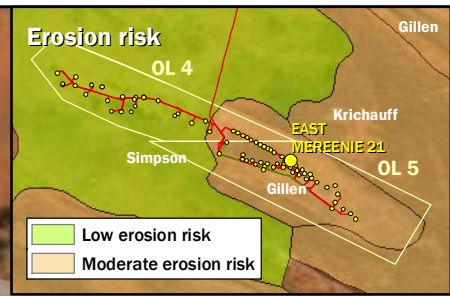 Erosion risk
Gillen
OL 4
Krichauff
EAST
MEREENIE 21
Simpson
OL 5
Gillen
Low erosion risk
Moderate erosion risk